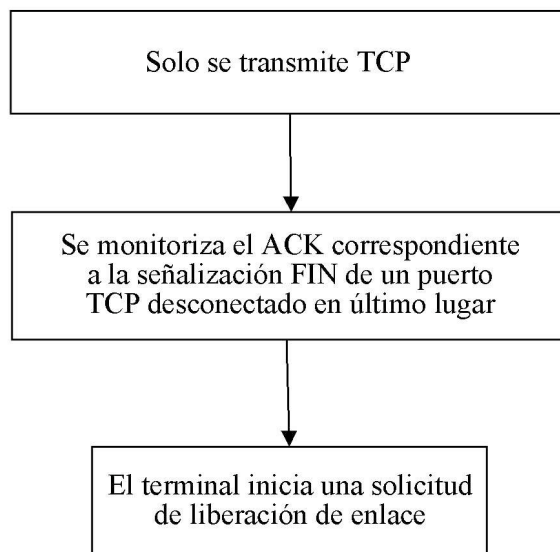 Solo se transmite TCP
Se monitoriza el ACK correspondiente
a la señalización FIN de un puerto
TCP desconectado en último lugar
El terminal inicia una solicitud
de liberación de enlace